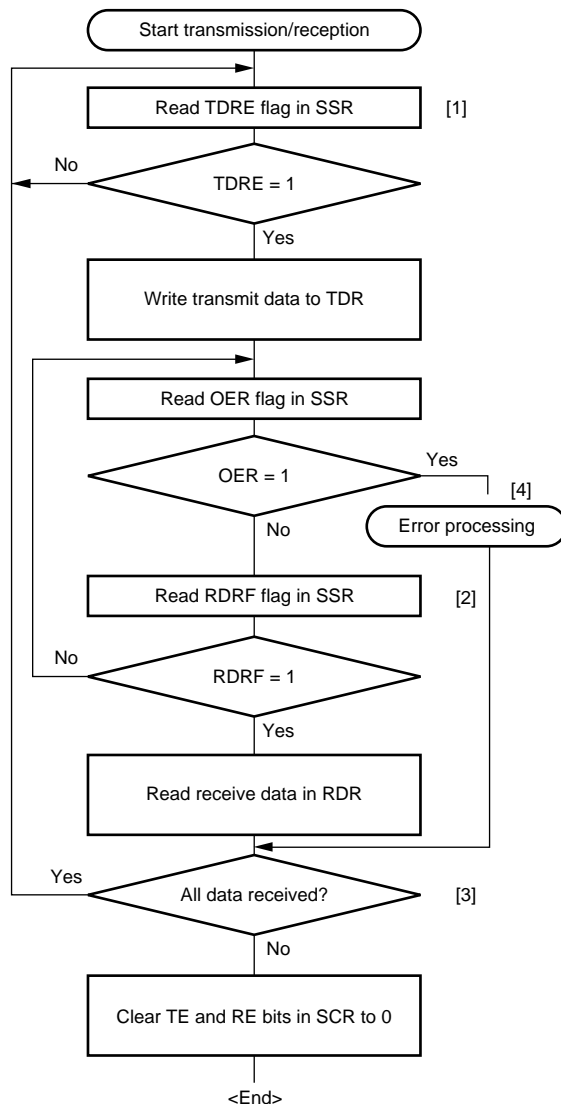 Start transmission/reception
Read TDRE flag in SSR
[1]
No
TDRE = 1
Yes
Write transmit data to TDR
Read OER flag in SSR
OER = 1
Yes
[4]
No
Error processing
Read RDRF flag in SSR
[2]
No
RDRF = 1
Yes
Read receive data in RDR
Yes
All data received?
[3]
No
Clear TE and RE bits in SCR to 0
<End>